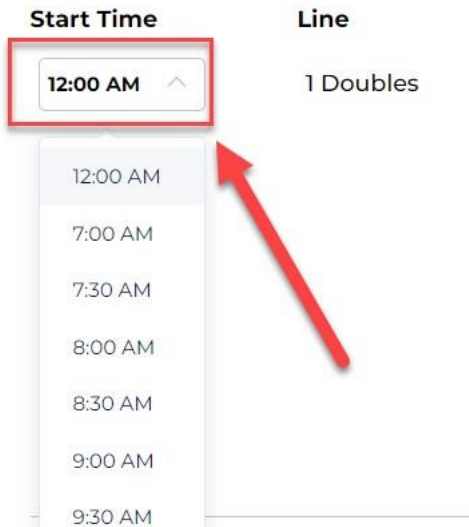 Start Time Line
12:00 AM 1 Doubles
12:00 AM
7:00 AM
7:30 AM
8:00 AM
8:30 AM
9:00 AM
9:30 AM